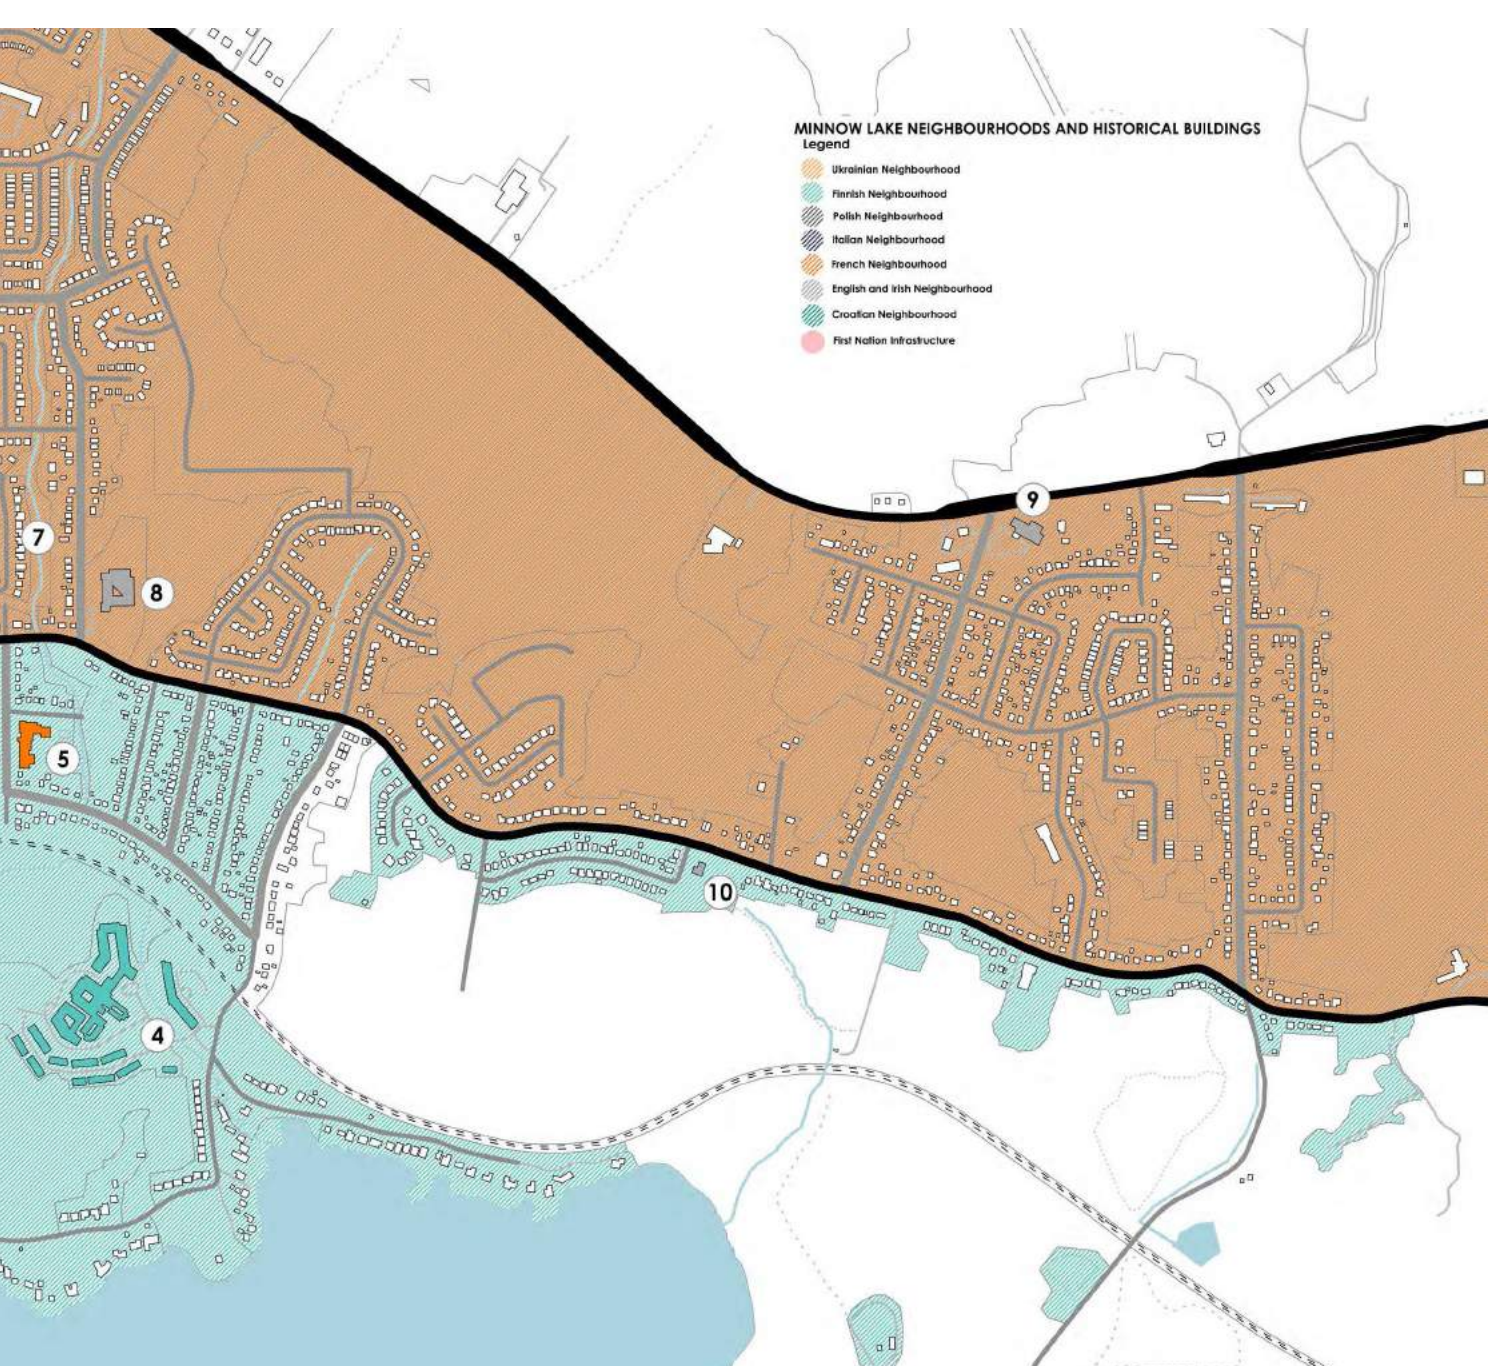 MINNOW LAKE NEIGHBOURHOODS AND HISTORICAL BUILDINGS
Legend
Ukrainian Neighbourhood
Finnish Neighbourhood
Polish Neighbourhood
Italian Neighbourhood
French Neighbourhood
English and Irish Neighbourhood
Croatian Neighbourhood
First Nation Infrastructure
9
7
8
5
10
4